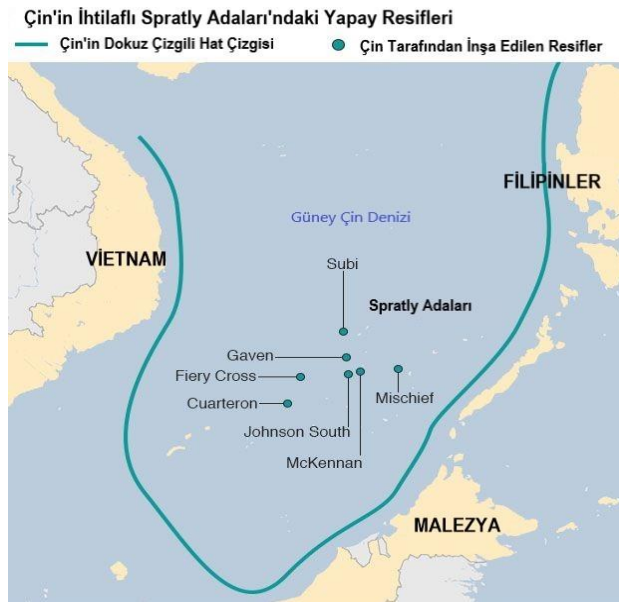 Çin'in İhtilaflı Spratly Adaları'ndaki Yapay Resifleri
Çin'in Dokuz Çizgili Hat Çizgisi
Çin Tarafından İnşa Edilen Resifler
FİLİPİNLER
Güney Çin Denizi
VİETNAM
Subi
Spratly Adaları
Gaven
Fiery Cross
Mischief
Cuarteron
Johnson South
McKennan
MALEZYA